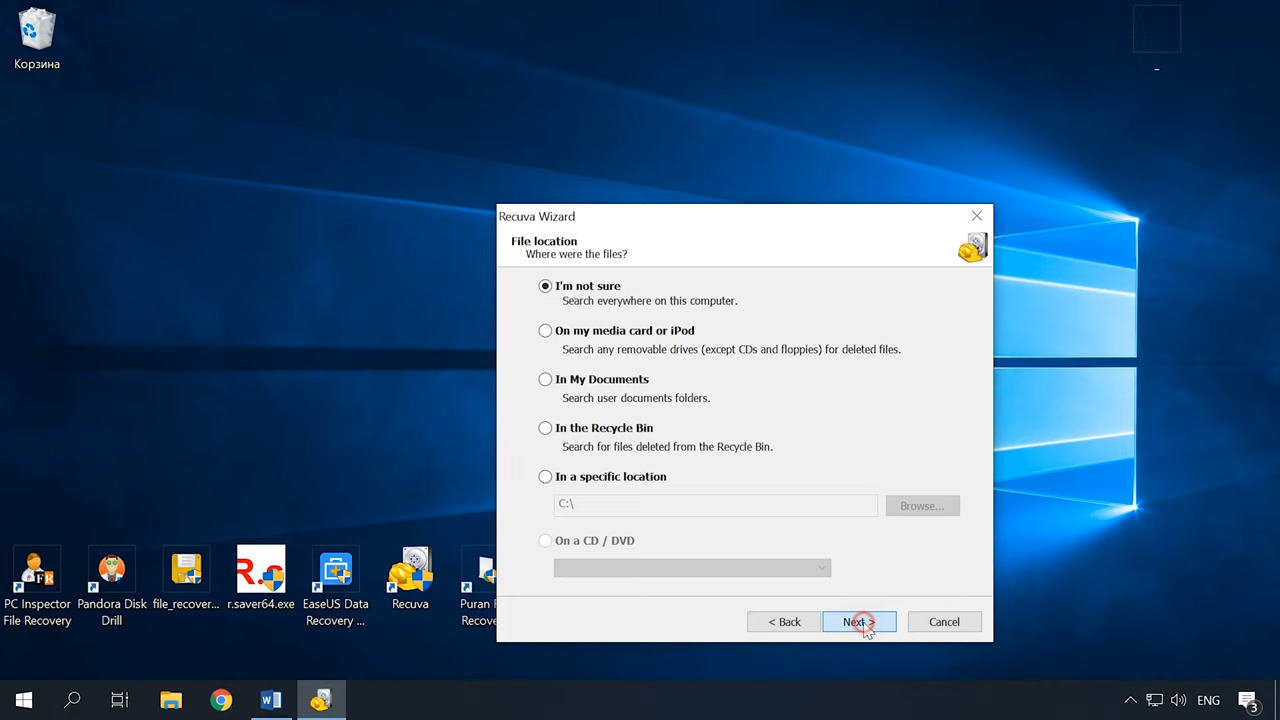 Корзина
_
Recuva Wizard
File location
Where were the files?
I'm not sure
Search everywhere on this computer.
On my media card or iPod
Search any removable drives (except CDs and floppies) for deleted files.
In My Documents
Search user documents folders.
In the Recycle Bin
Search for files deleted from the Recycle Bin.
In a specific location
C:\
Browse...
On a CD / DVD
< Back
Next >
Cancel
PC Inspector
File Recovery
Pandora Disk
Drill
file_recover...
R.s
r.saver64.exe
EaseUS Data
Recovery ...
Recuva
Puran F
Recove
ENG
3